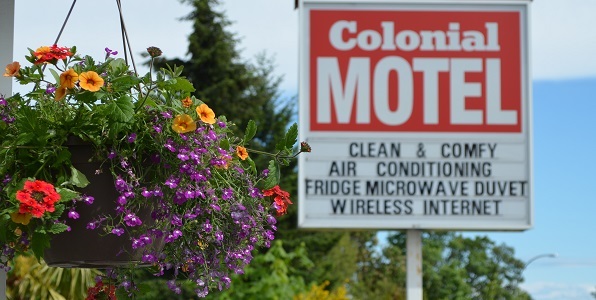 Colonial
MOTEL
CLEAN & COMFY
AIR CONDITIONING
FRIDGE MICROWAVE DUVET
WIRELESS INTERNET